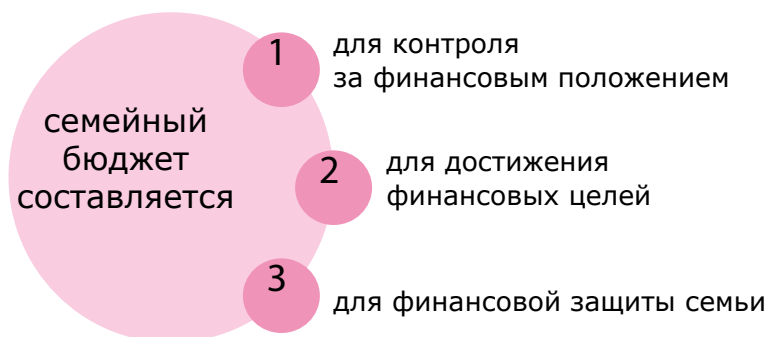 семейный
бюджет
составляется
1
для контроля
за финансовым положением
2
для достижения
финансовых целей
3
для финансовой защиты семьи